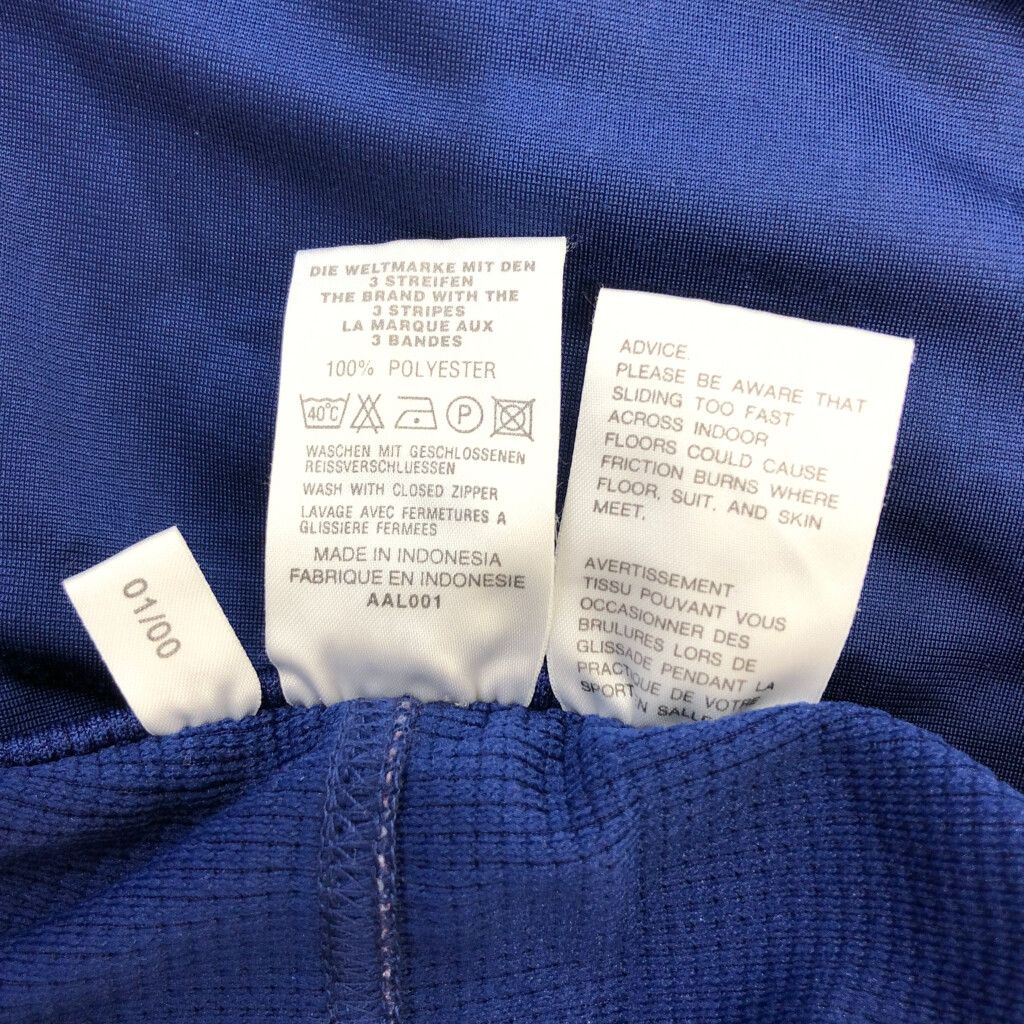 DIE WELTMARKE MIT DEN
3 STREIFEN
THE BRAND WITH THE
3 STRIPES
LA MARQUE AUX
3 BANDES
100% POLYESTER
40°C P
WASCHEN MIT GESCHLOSSENEN
REISSVERSCHLUESSEN
WASH WITH CLOSED ZIPPER
LAVAGE AVEC FERMETURES A
GLISSIERE FERMEES
MADE IN INDONESIA
FABRIQUE EN INDONESIE
AAL001
ADVICE.
PLEASE BE AWARE THAT
SLIDING TOO FAST
ACROSS INDOOR
FLOORS COULD CAUSE
FRICTION BURNS WHERE
FLOOR, SUIT, AND SKIN
MEET.
AVERTISSEMENT
TISSU POUVANT VOUS
OCCASIONNER DES
BRULURES LORS DE
GLISSADE PENDANT LA
PRACTIQUE DE VOTRE
SPORT EN SALLE
01/00